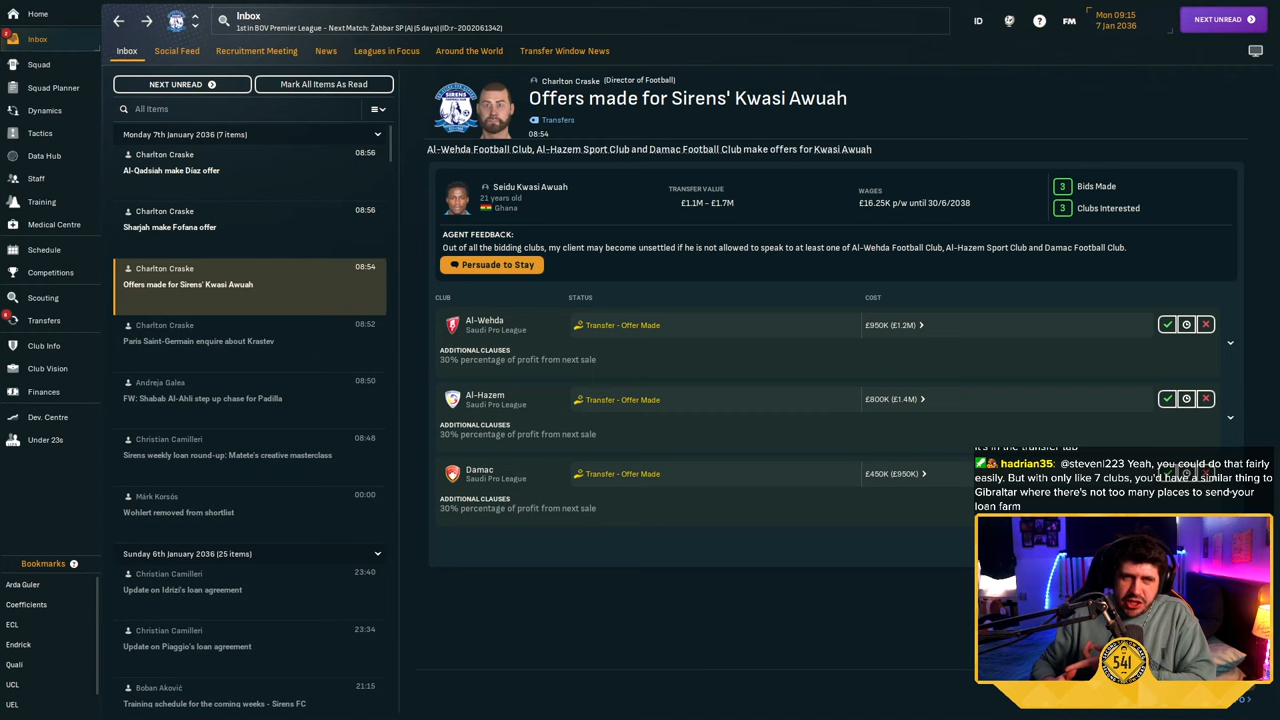 Inbox
1st in BOV Premier League - Next Match: Żabbar SP (A) (5 days) (ID:r-2002061342)
ID
FM
Mon 09:15
7 Jan 2036
NEXT UNREAD
Home
2
Inbox
Squad
Squad Planner
Dynamics
Tactics
Data Hub
Staff
Training
Medical Centre
Schedule
Competitions
Scouting
6
Transfers
Club Info
Club Vision
Finances
Dev. Centre
Under 23s
Bookmarks ?
Arda Guler
Coefficients
ECL
Endrick
Quali
UCL
UEL
Inbox
Social Feed
Recruitment Meeting
News
Leagues in Focus
Around the World
Transfer Window News
NEXT UNREAD
Mark All Items As Read
All Items
Monday 7th January 2036 (7 items)
Charlton Craske 08:56
Al-Qadsiah make Díaz offer
Charlton Craske 08:56
Sharjah make Fofana offer
Charlton Craske 08:54
Offers made for Sirens' Kwasi Awuah
Charlton Craske 08:52
Paris Saint-Germain enquire about Krastev
Andreja Galea 08:50
FW: Shabab Al-Ahli step up chase for Padilla
Christian Camilleri 08:48
Sirens weekly loan round-up: Matete's creative masterclass
Márk Korsós 00:00
Wohlert removed from shortlist
Sunday 6th January 2036 (25 items)
Christian Camilleri 23:40
Update on Idrizi's loan agreement
Christian Camilleri 23:34
Update on Piaggio's loan agreement
Boban Aković 21:15
Training schedule for the coming weeks - Sirens FC
SIRENS
Charlton Craske (Director of Football)
Offers made for Sirens' Kwasi Awuah
Transfers
08:54
Al-Wehda Football Club, Al-Hazem Sport Club and Damac Football Club make offers for Kwasi Awuah
Seidu Kwasi Awuah
21 years old
Ghana
TRANSFER VALUE
£1.1M - £1.7M
WAGES
£16.25K p/w until 30/6/2038
3 Bids Made
3 Clubs Interested
AGENT FEEDBACK:
Out of all the bidding clubs, my client may become unsettled if he is not allowed to speak to at least one of Al-Wehda Football Club, Al-Hazem Sport Club and Damac Football Club.
Persuade to Stay
CLUB STATUS COST
Al-Wehda
Saudi Pro League
Transfer - Offer Made
£950K (£1.2M)
ADDITIONAL CLAUSES
30% percentage of profit from next sale
Al-Hazem
Saudi Pro League
Transfer - Offer Made
£800K (£1.4M)
ADDITIONAL CLAUSES
30% percentage of profit from next sale
Damac
Saudi Pro League
Transfer - Offer Made
£450K (£950K)
ADDITIONAL CLAUSES
30% percentage of profit from next sale
it's in the transfer tab
hadrian35: @stevenl223 Yeah, you could do that fairly
easily. But with only like 7 clubs, you'd have a similar thing to
Gibraltar where there's not too many places to send your
loan farm
541